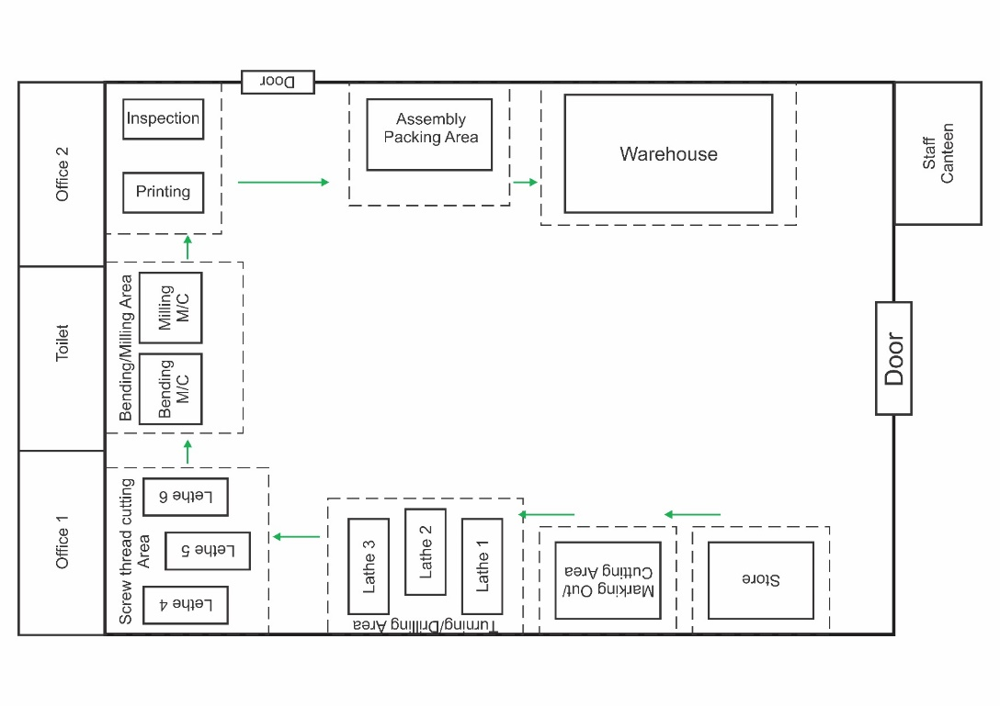 Door
Inspection
Assembly
Packing Area
Warehouse
Staff
Canteen
Office 2
Printing
Bending/Milling Area
Milling
M/C
Bending
M/C
Toilet
Door
Screw thread cutting
Area
Lethe 6
Lethe 5
Lethe 4
Office 1
Lathe 3
Lathe 2
Lathe 1
Turning/Drilling Area
Marking Out/
Cutting Area
Store